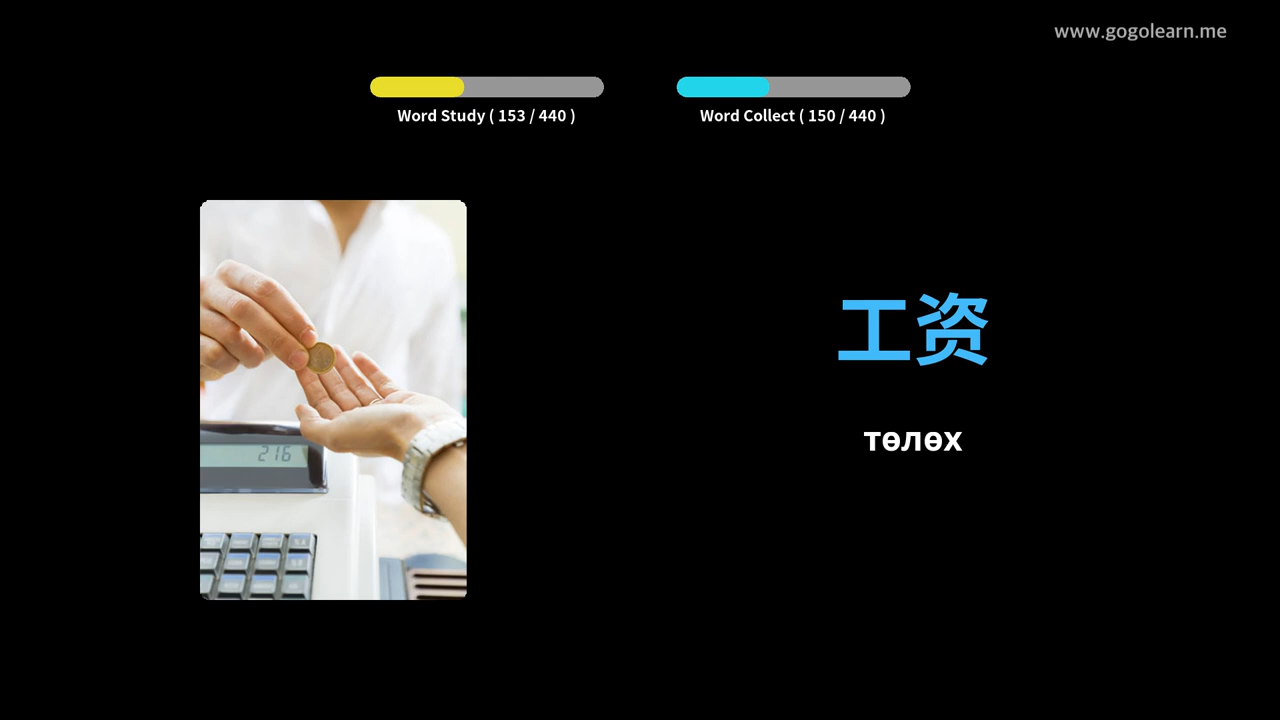 www.gogolearn.me
Word Study ( 153 / 440 )
Word Collect ( 150 / 440 )
工资
төлөх
216